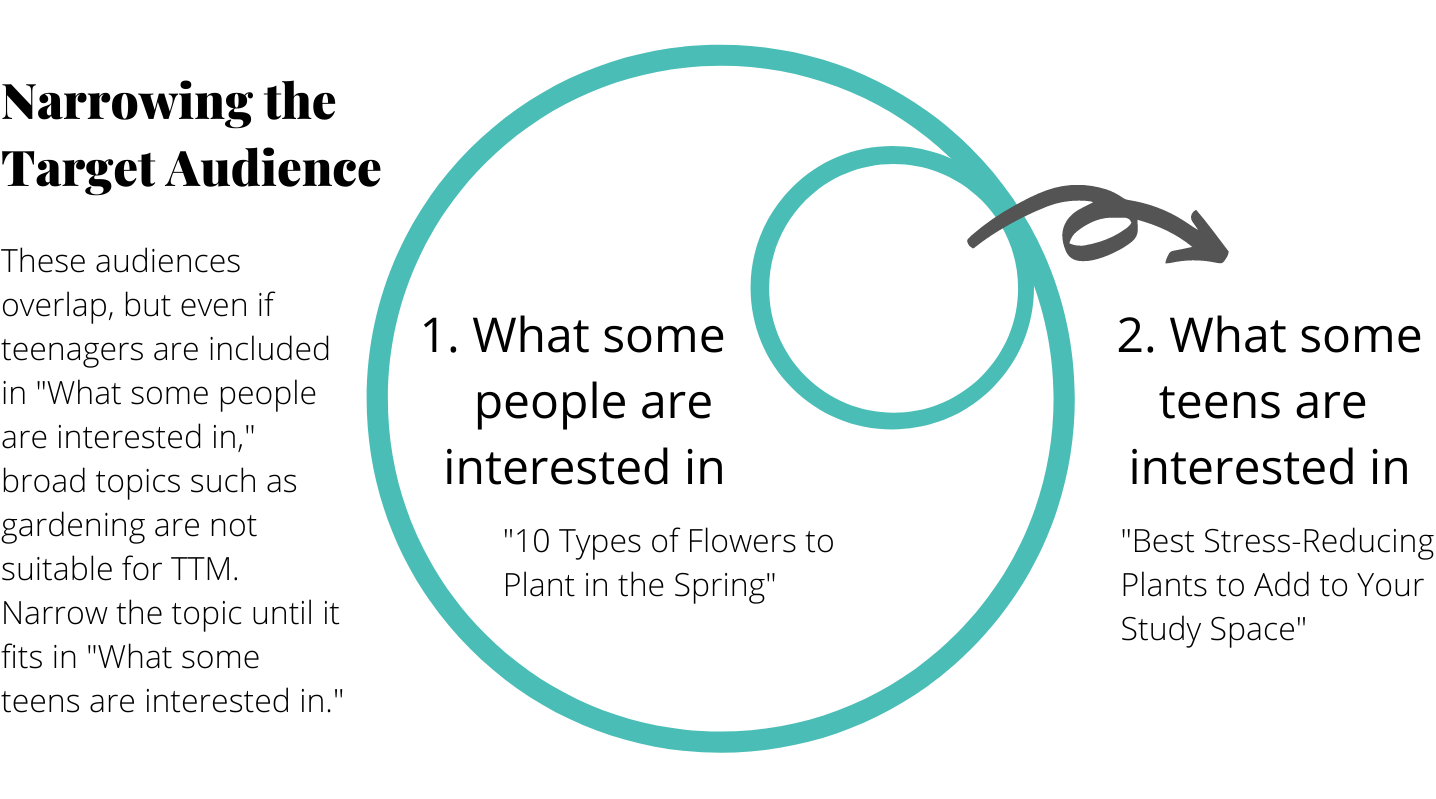 Narrowing the
Target Audience
These audiences
overlap, but even if
teenagers are included
in "What some people
are interested in,"
broad topics such as
gardening are not
suitable for TTM.
Narrow the topic until it
fits in "What some
teens are interested in."
1. What some
people are
interested in
"10 Types of Flowers to
Plant in the Spring"
2. What some
teens are
interested in
"Best Stress-Reducing
Plants to Add to Your
Study Space"